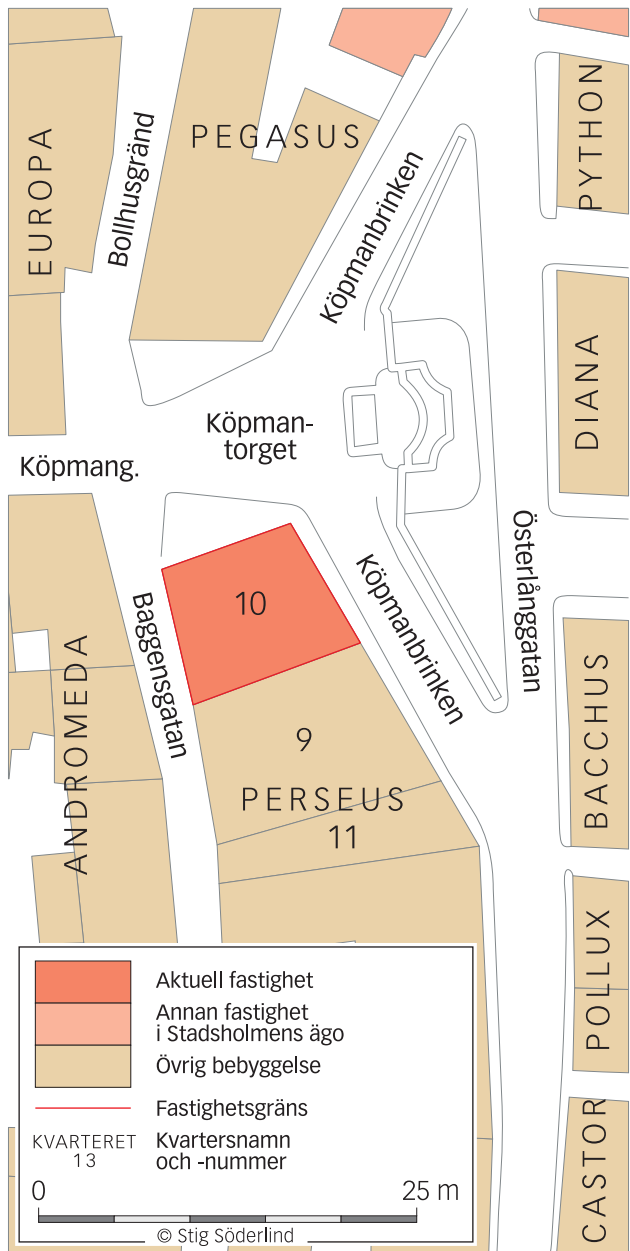 PEGASUS
EUROPA
Bollhusgränd
Köpmanbrinken
PYTHON
DIANA
Köpman-
torget
Köpmang.
Österlånggatan
10
Baggensgatan
Köpmanbrinken
ANDROMEDA
9
PERSEUS
11
BACCHUS
POLLUX
CASTOR
Aktuell fastighet
Annan fastighet
i Stadsholmens ägo
Övrig bebyggelse
Fastighetsgräns
KVARTERET
13
Kvartersnamn
och -nummer
0 25 m
© Stig Söderlind